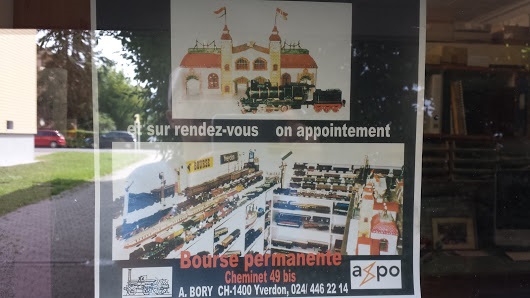 et sur rendez-vous on appointement
Bourse permanente
Cheminet 49 bis
A. BORY CH-1400 Yverdon, 024/ 446 22 14
aspo